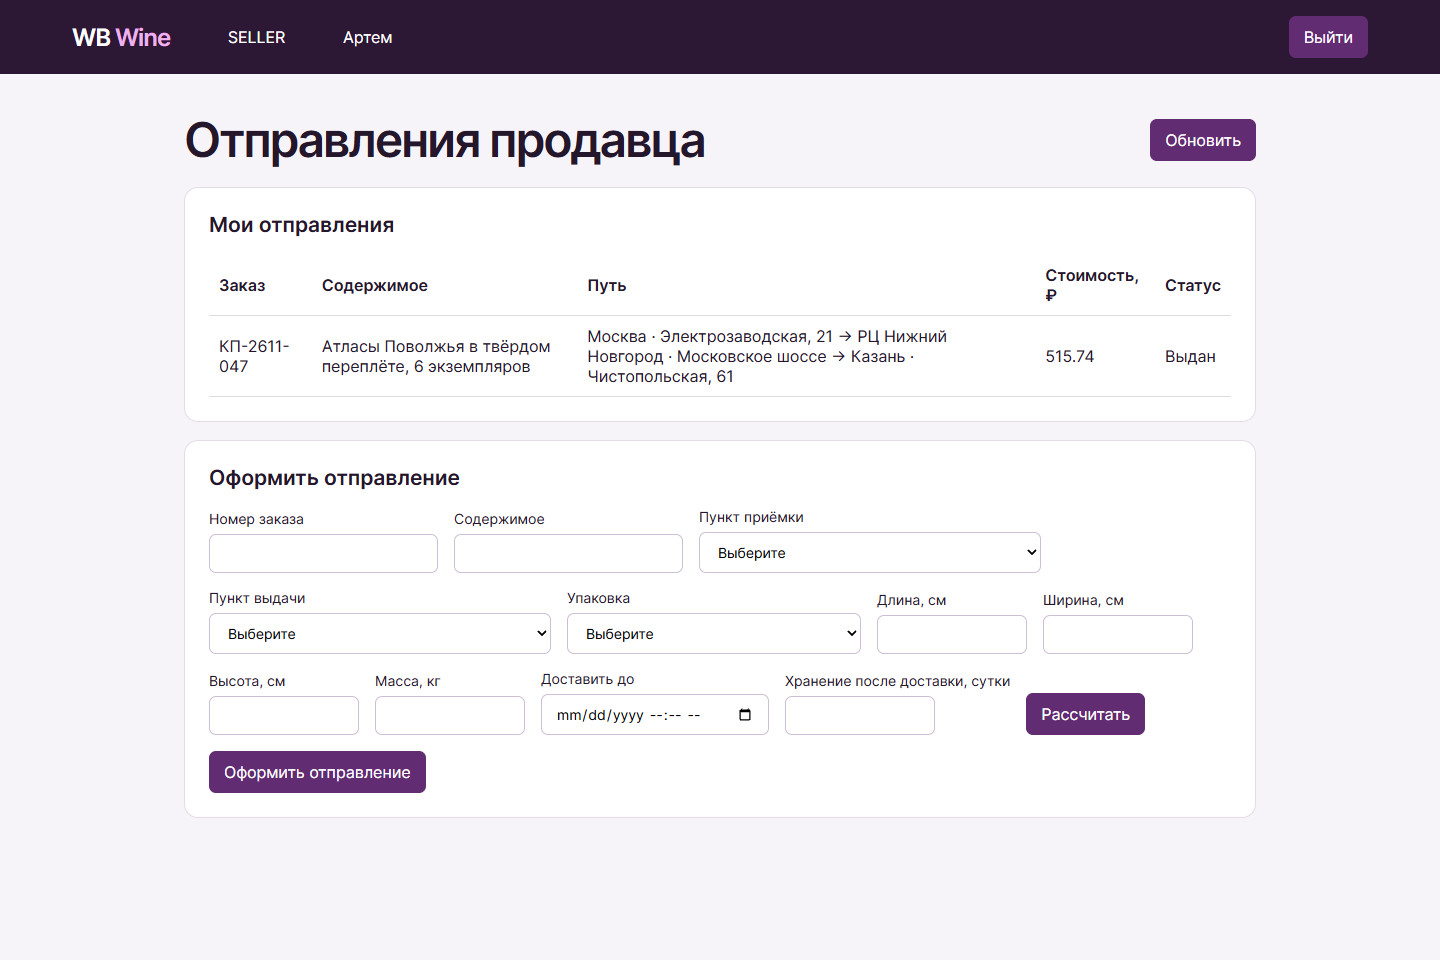 WB Wine SELLER Артем Выйти
Отправления продавца Обновить
Мои отправления
Заказ Содержимое Путь Стоимость, ₽ Статус
КП-2611-047 Атласы Поволжья в твёрдом переплёте, 6 экземпляров Москва · Электрозаводская, 21 → РЦ Нижний Новгород · Московское шоссе → Казань · Чистопольская, 61 515.74 Выдан
Оформить отправление
Номер заказа Содержимое Пункт приёмки
Выберите
Пункт выдачи Упаковка Длина, см Ширина, см
Выберите Выберите
Высота, см Масса, кг Доставить до Хранение после доставки, сутки
mm/dd/yyyy --:-- -- Рассчитать
Оформить отправление